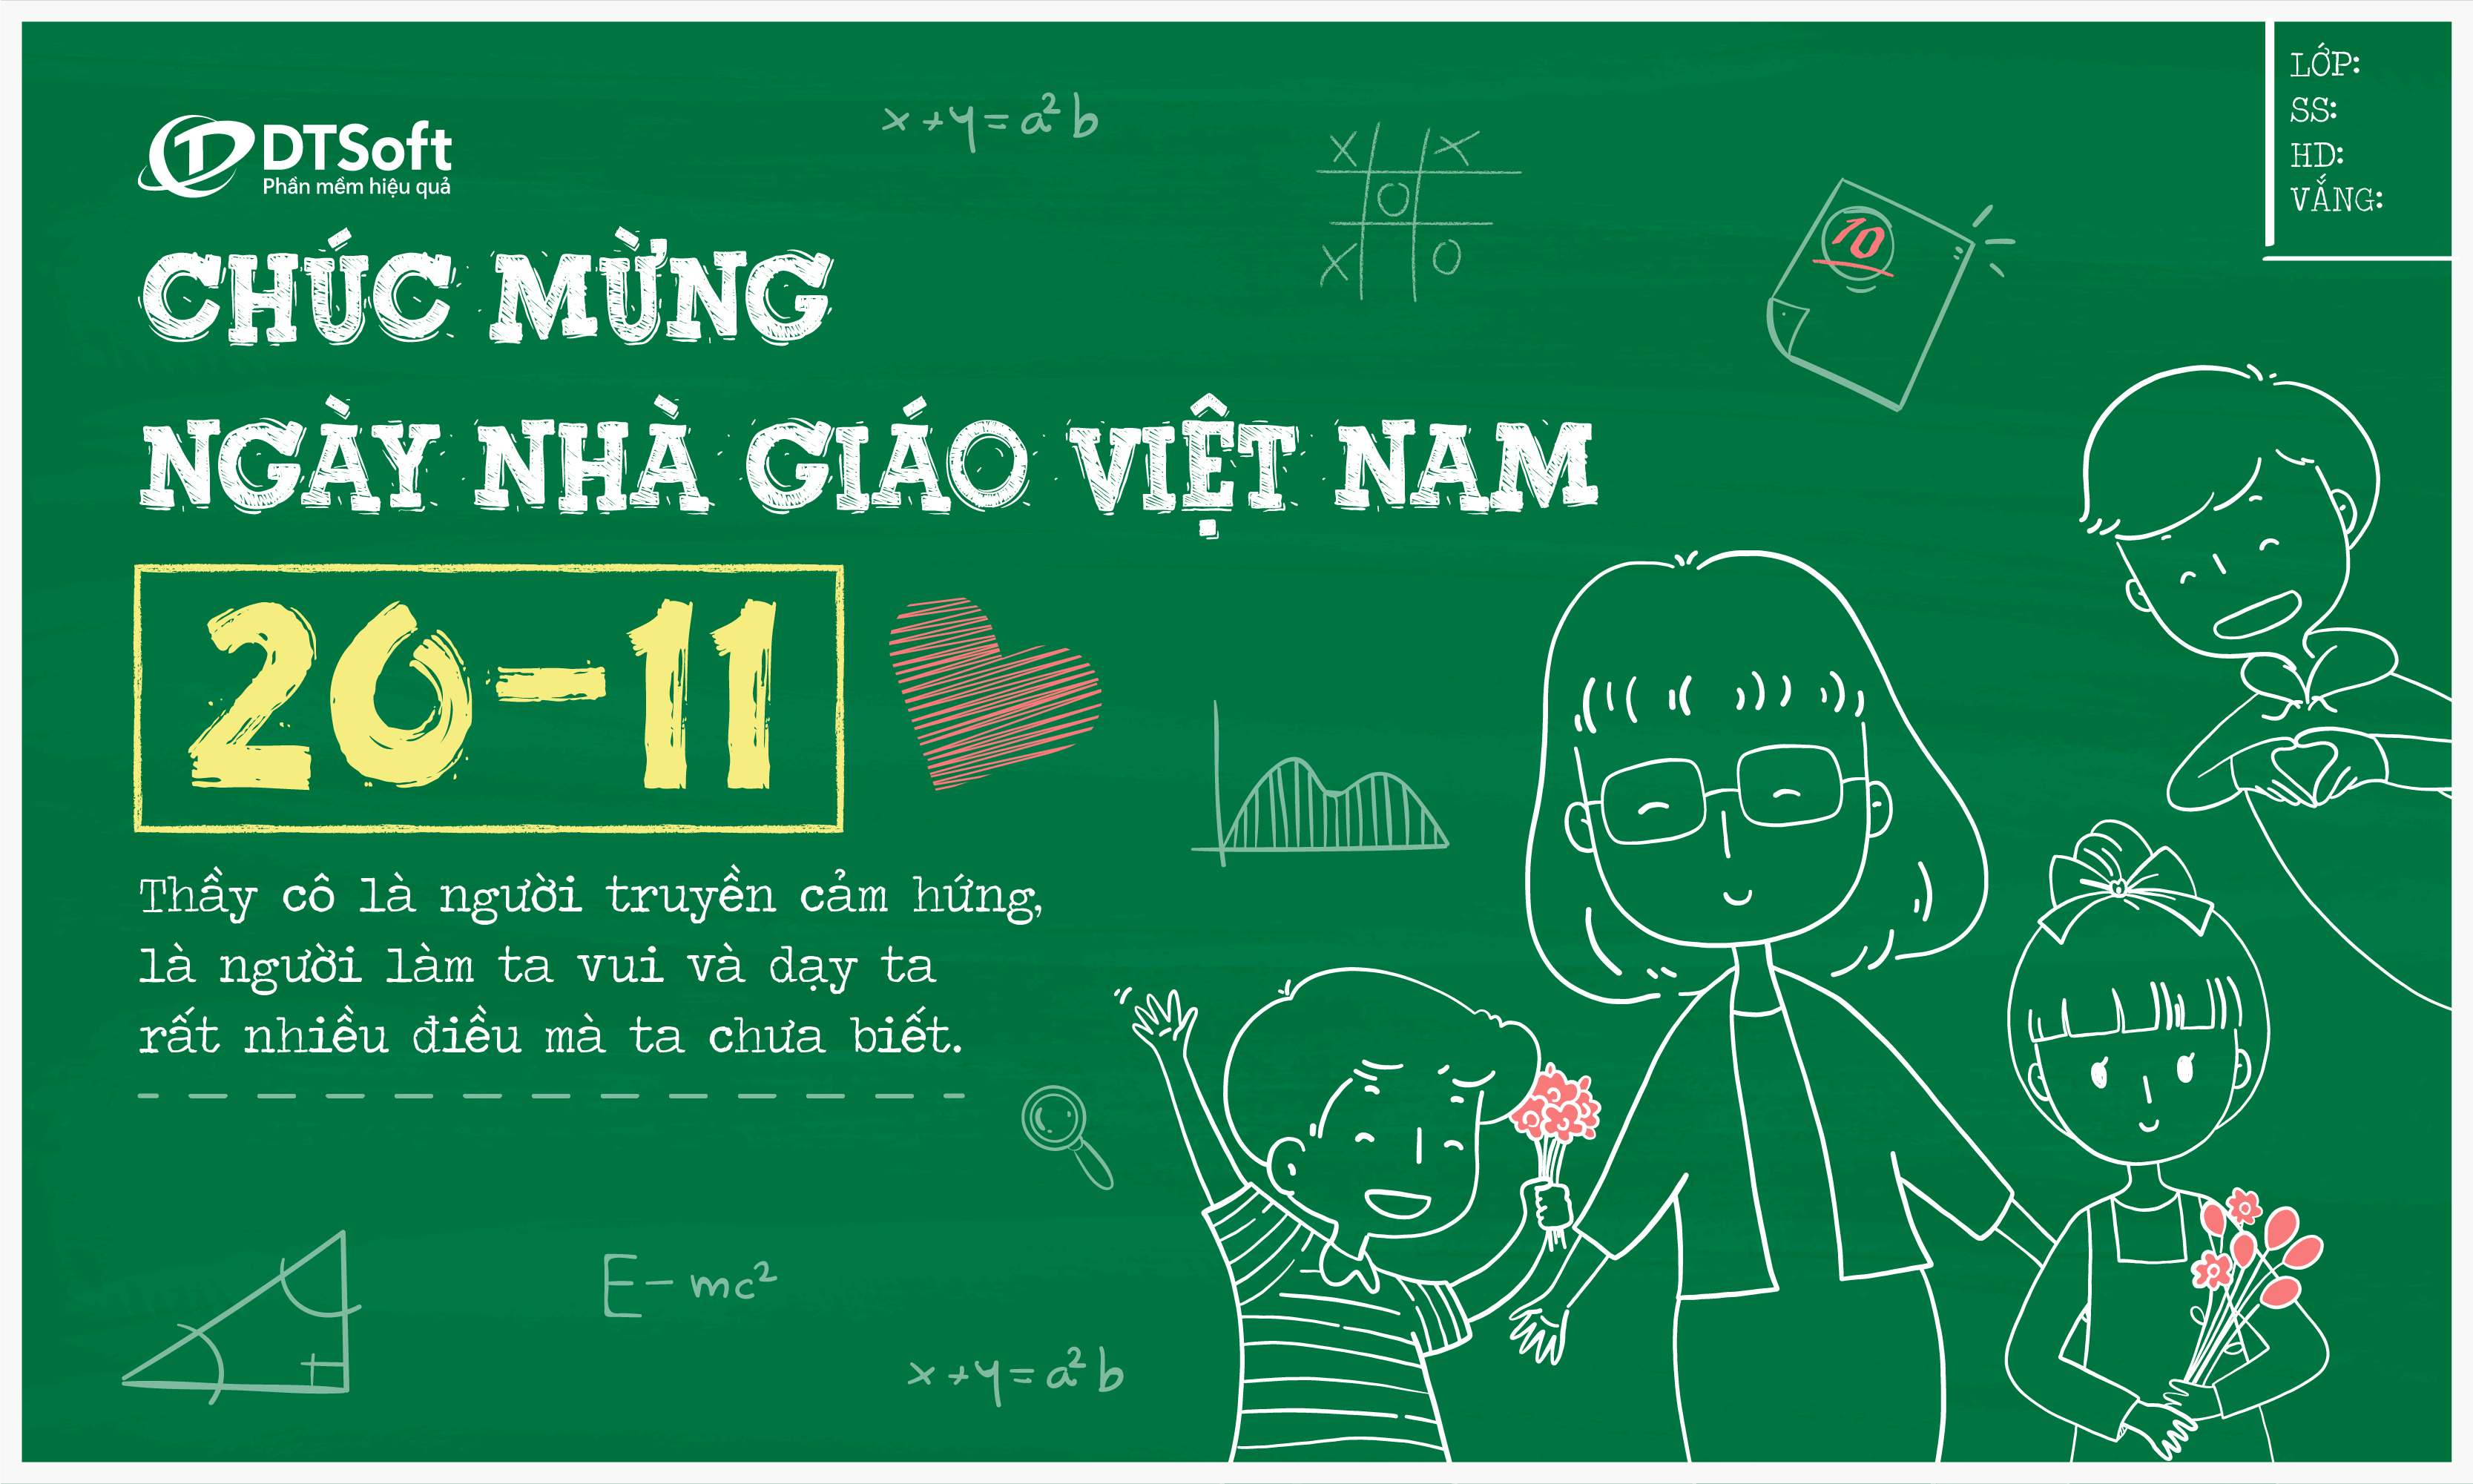 DTSoft
Phần mềm hiệu quả
CHÚC MỪNG
NGÀY NHÀ GIÁO VIỆT NAM
20-11
Thầy cô là người truyền cảm hứng,
là người làm ta vui và dạy ta
rất nhiều điều mà ta chưa biết.
x+y=a²b
X X
O
X O
10
LỚP:
SS:
HD:
VẮNG:
E-mc²
x+y=a²b